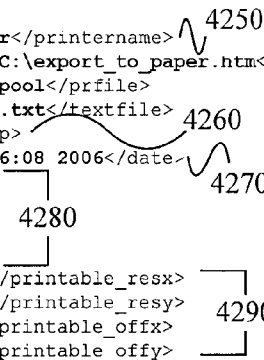 r</printername> 4250
C:\export_to_paper.htm<
pool</prfile>
.txt</textfile>
p> 4260
6:08 2006</date
4270
4280
/printable_resx>
/printable_resy>
printable_offx> 4290
printable_offy>